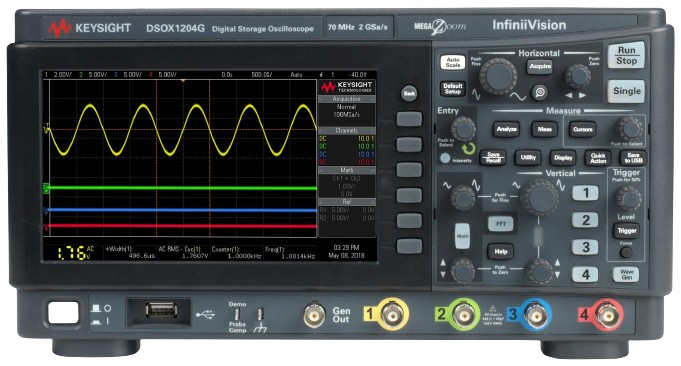 KEYSIGHT DSOX1204G Digital Storage Oscilloscope 70 MHz 2 GSa/s MEGA Zoom InfiniiVision
1 2.00V/ 2 5.00V/ 3 5.00V/ 4 5.00V/ 0.0s 500.0s/ Auto 1 -40.0
KEYSIGHT
TECHNOLOGIES
Acquisition
Normal
100MSa/s
Channels
DC 10.0:1
DC 10.0:1
DC 10.0:1
DC 10.0:1
Math
Ch1 + Ch2
1.00V/
0.0V
Ref
R1 5.00V/ 0.0V
R2 5.00V/ 0.0V
1.76 AC V
+Width(1): AC RMS - Cyc(1): Counter(1): Freq(1):
496.6us 1.7607V 1.0000kHz 1.0014kHz
03:29 PM
May 08, 2018
Back
Horizontal
Auto Scale
Push for Fine
Acquire
Push to Zero
Run Stop
Default Setup
Single
Entry
Measure
Push to Select
Analyze
Meas
Cursors
Push to Select
Intensity
Save Recall
Utility
Display
Quick Action
Save to USB
Vertical
Trigger
Push for Fine
Push for 50%
1
FFT
2
Level
Math
Trigger
Help
3
Force
Push to Zero
4
Wave Gen
Demo
Probe Comp
Gen Out
1
2
3
4